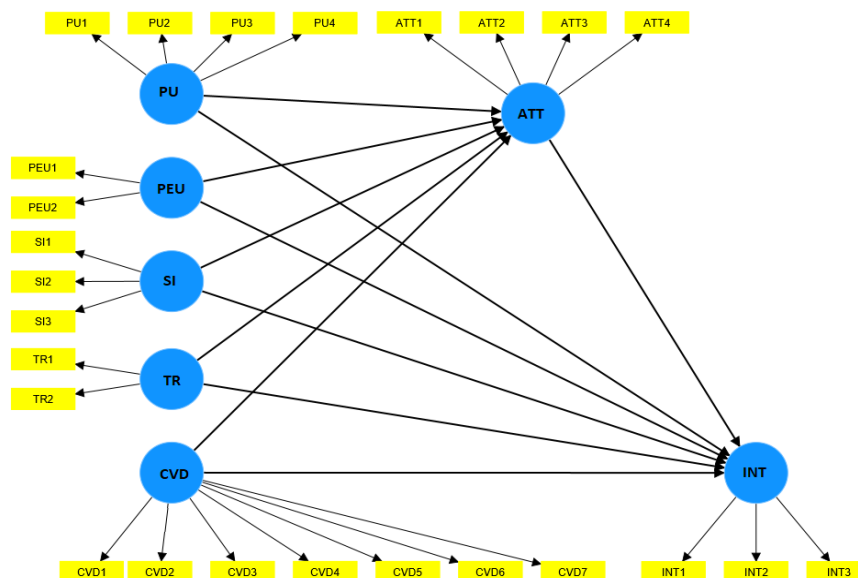 PU1 PU2 PU3 PU4 ATT1 ATT2 ATT3 ATT4
PU
ATT
PEU1
PEU
PEU2
SI1
SI
SI2
SI3
TR1
TR
TR2
CVD
INT
CVD1 CVD2 CVD3 CVD4 CVD5 CVD6 CVD7 INT1 INT2 INT3